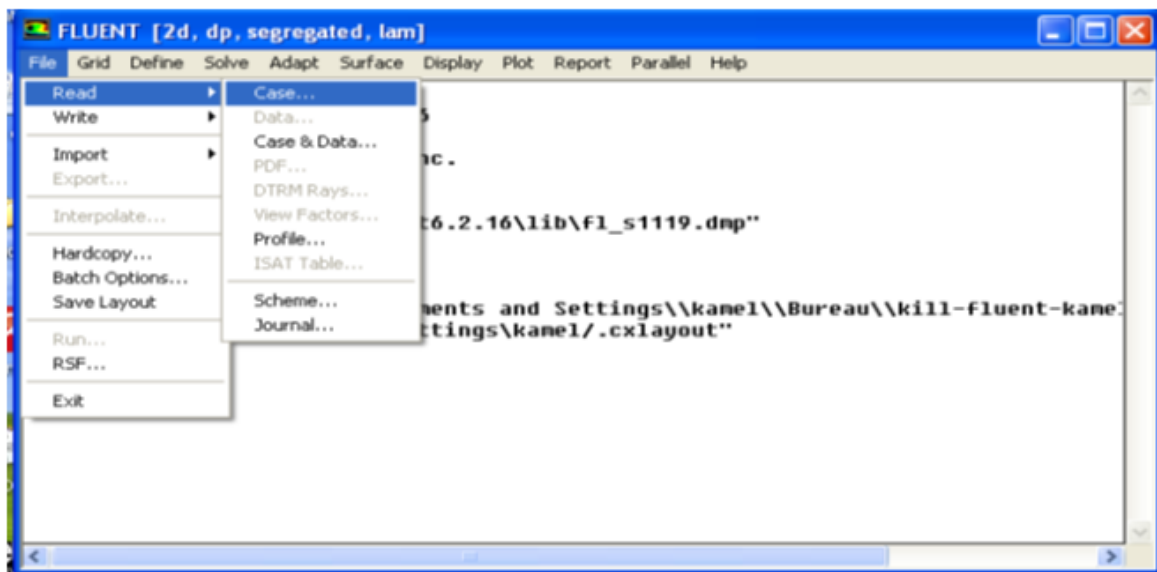 FLUENT [2d, dp, segregated, lam]
File Grid Define Solve Adapt Surface Display Plot Report Parallel Help
Read
Write
Import
Export...
Interpolate...
Hardcopy...
Batch Options...
Save Layout
Run...
RSF...
Exit
Case...
Data...
Case & Data...
PDF...
DTRM Rays...
View Factors...
Profile...
ISAT Table...
Scheme...
Journal...
nc.
t6.2.16\lib\fl_s1119.dmp"
ments and Settings\\kamel\\Bureau\\kill-fluent-kame
ttings\kamel/.cxlayout"